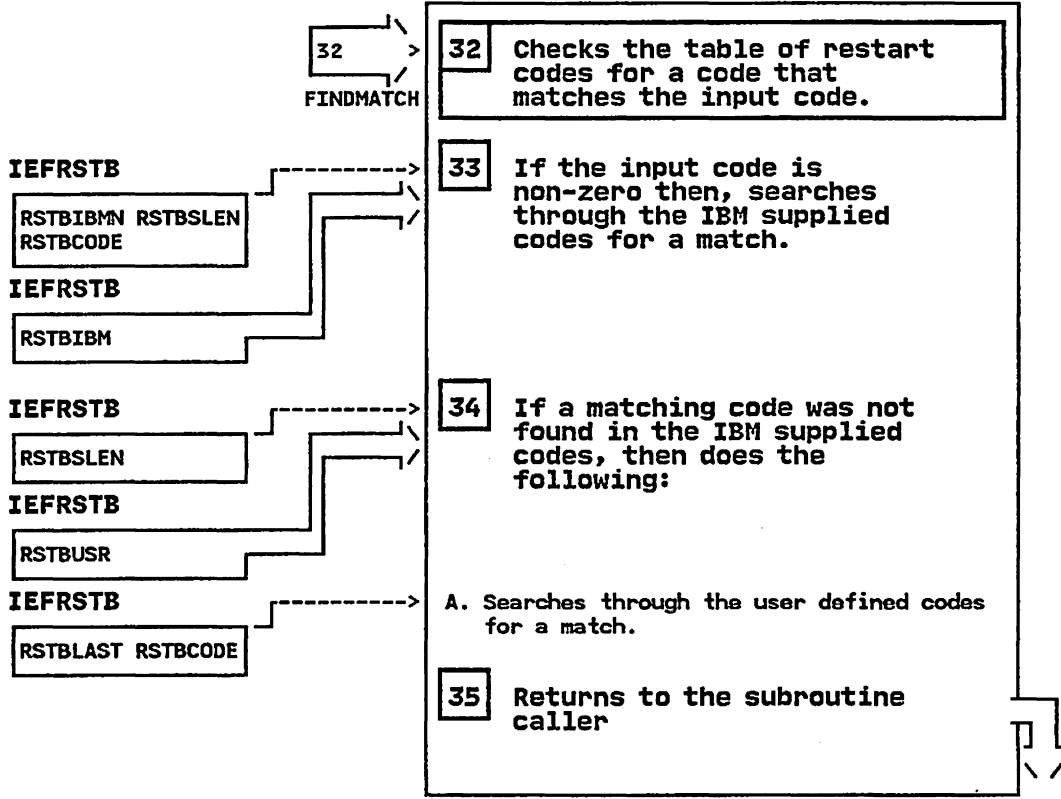 32
FINDMATCH
32 Checks the table of restart
codes for a code that
matches the input code.
IEFRSTB
RSTBIBMN RSTBSLEN
RSTBCODE
33 If the input code is
non-zero then, searches
through the IBM supplied
codes for a match.
IEFRSTB
RSTBIBM
IEFRSTB
RSTBSLEN
34 If a matching code was not
found in the IBM supplied
codes, then does the
following:
IEFRSTB
RSTBUSR
IEFRSTB
RSTBLAST RSTBCODE
A. Searches through the user defined codes
for a match.
35 Returns to the subroutine
caller